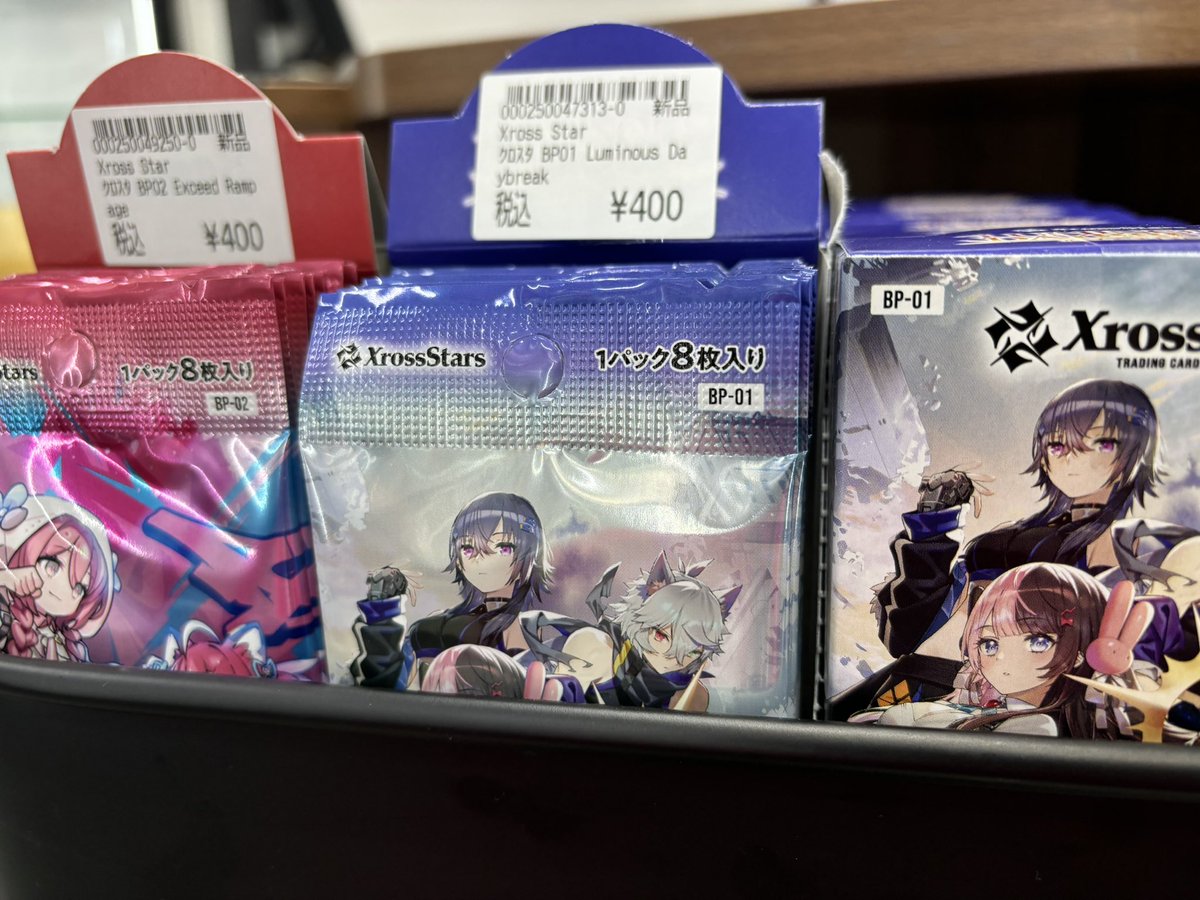 000250049250-0 新品
Xross Star
クロスタ BP02 Exceed Ramp
age
税込 ¥400
000250047313-0 新品
Xross Star
クロスタ BP01 Luminous Da
ybreak
税込 ¥400
Stars
1パック8枚入り
BP-02
XrossStars
1パック8枚入り
BP-01
BP-01
Xross
TRADING CARD